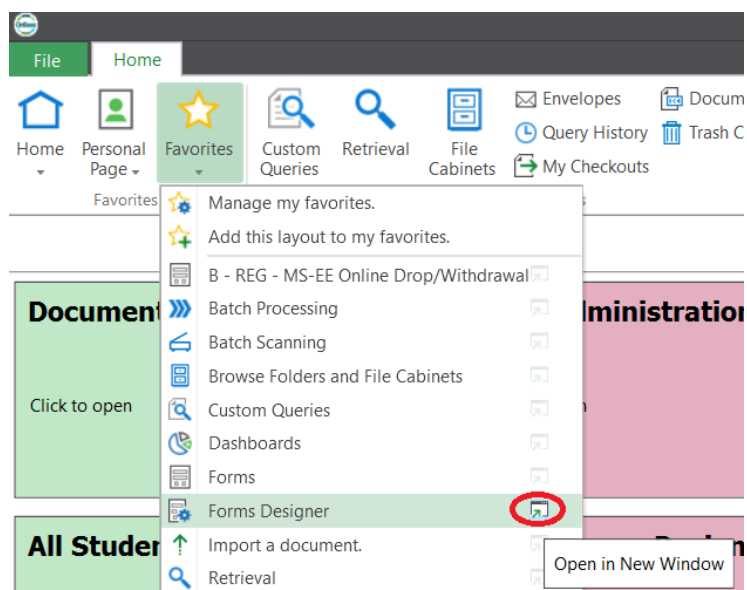 OnBase
File Home
Home
Personal Page
Favorites
Custom Queries
Retrieval
File Cabinets
Envelopes
Query History
My Checkouts
Docum
Trash C
Favorites
Manage my favorites.
Add this layout to my favorites.
B - REG - MS-EE Online Drop/Withdrawal
Batch Processing
Batch Scanning
Browse Folders and File Cabinets
Custom Queries
Dashboards
Forms
Forms Designer
Import a document.
Retrieval
Open in New Window
Document
Click to open
ministration
All Studen